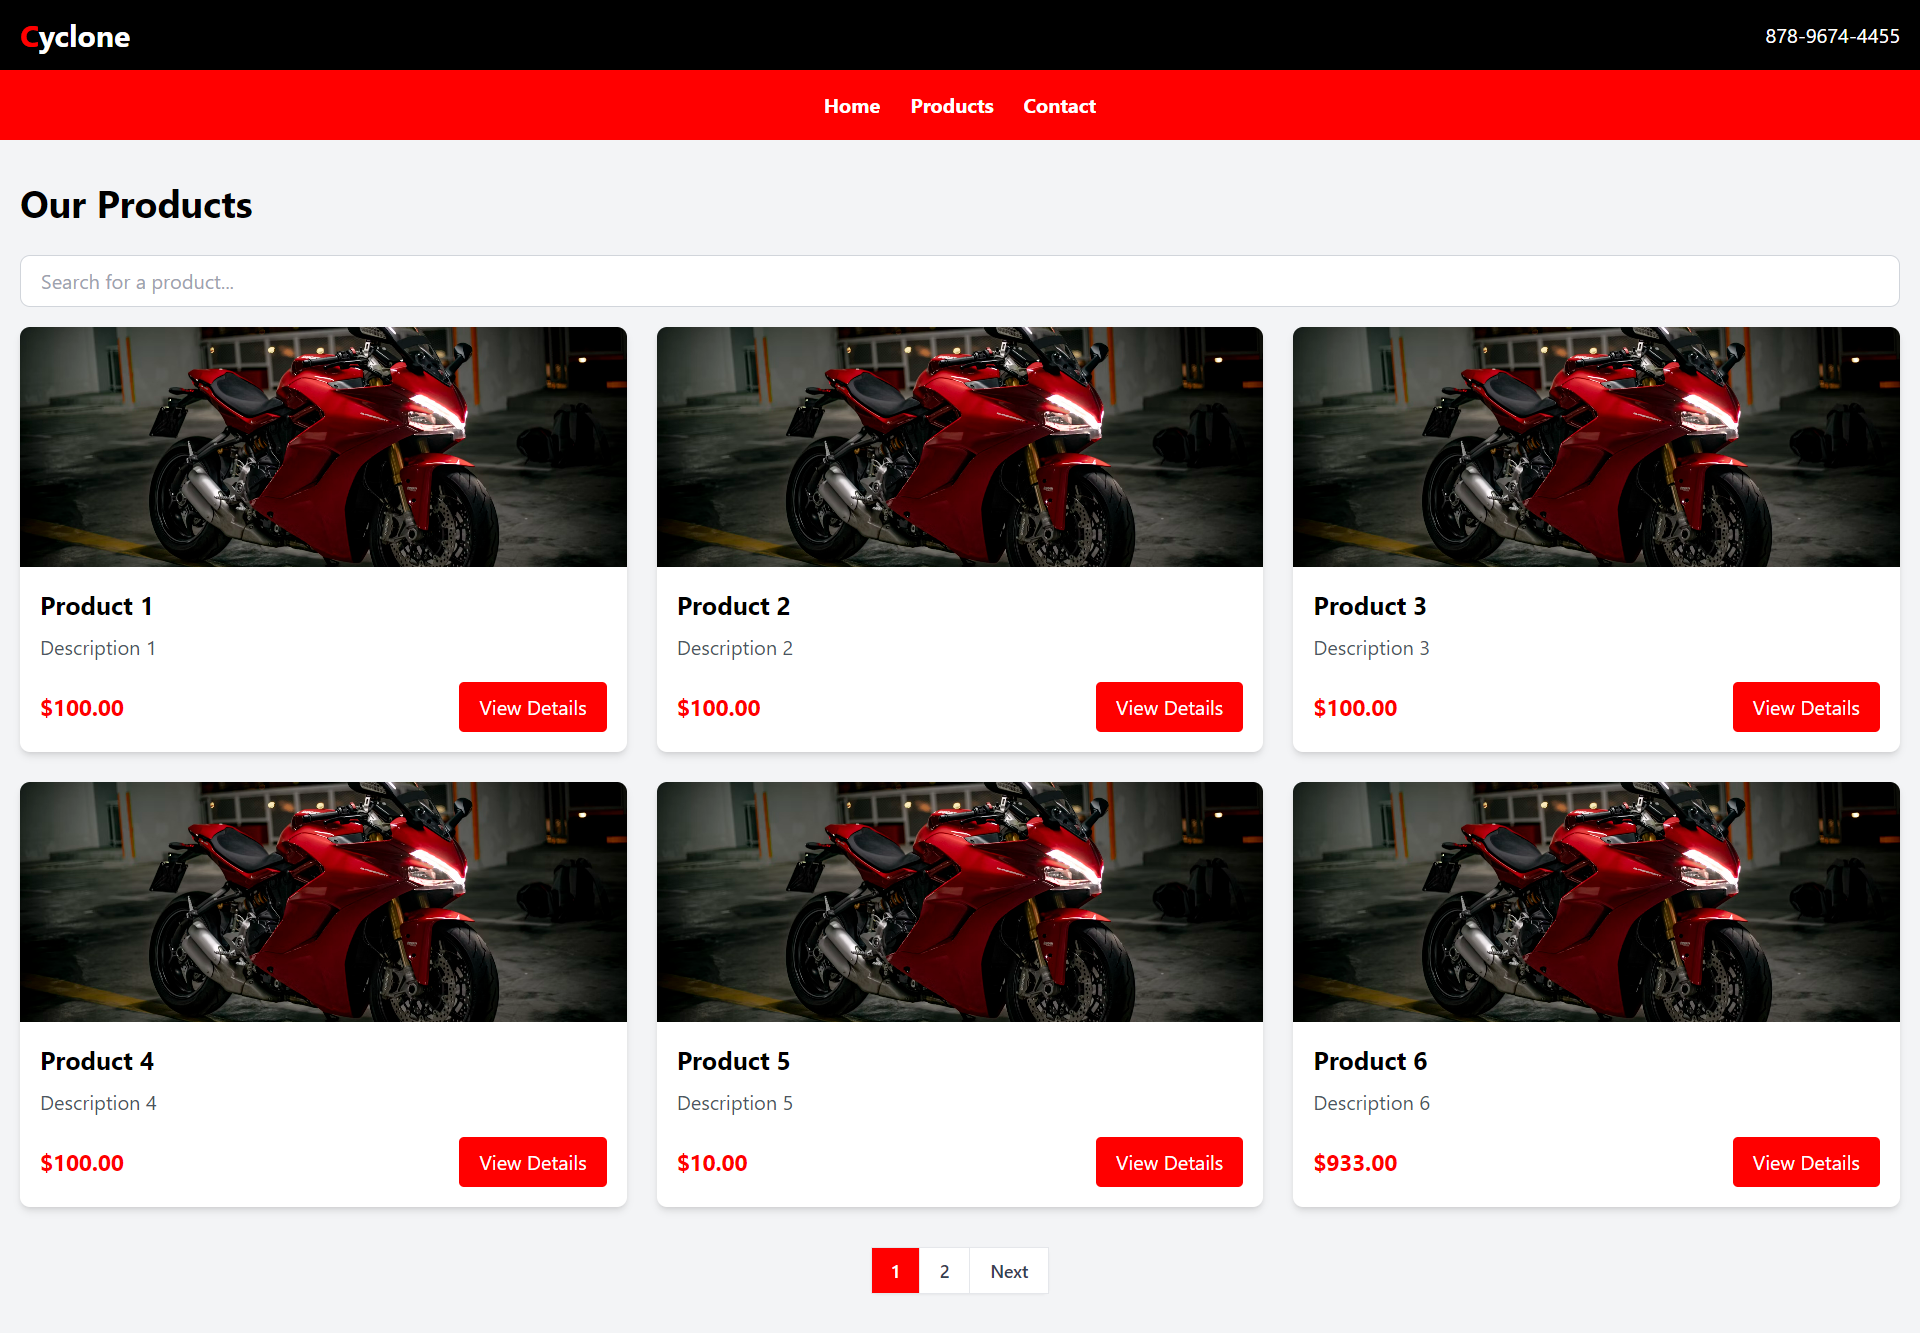 Cyclone
878-9674-4455
Home Products Contact
Our Products
Search for a product...
Product 1
Description 1
$100.00
View Details
Product 2
Description 2
$100.00
View Details
Product 3
Description 3
$100.00
View Details
Product 4
Description 4
$100.00
View Details
Product 5
Description 5
$10.00
View Details
Product 6
Description 6
$933.00
View Details
1 2 Next